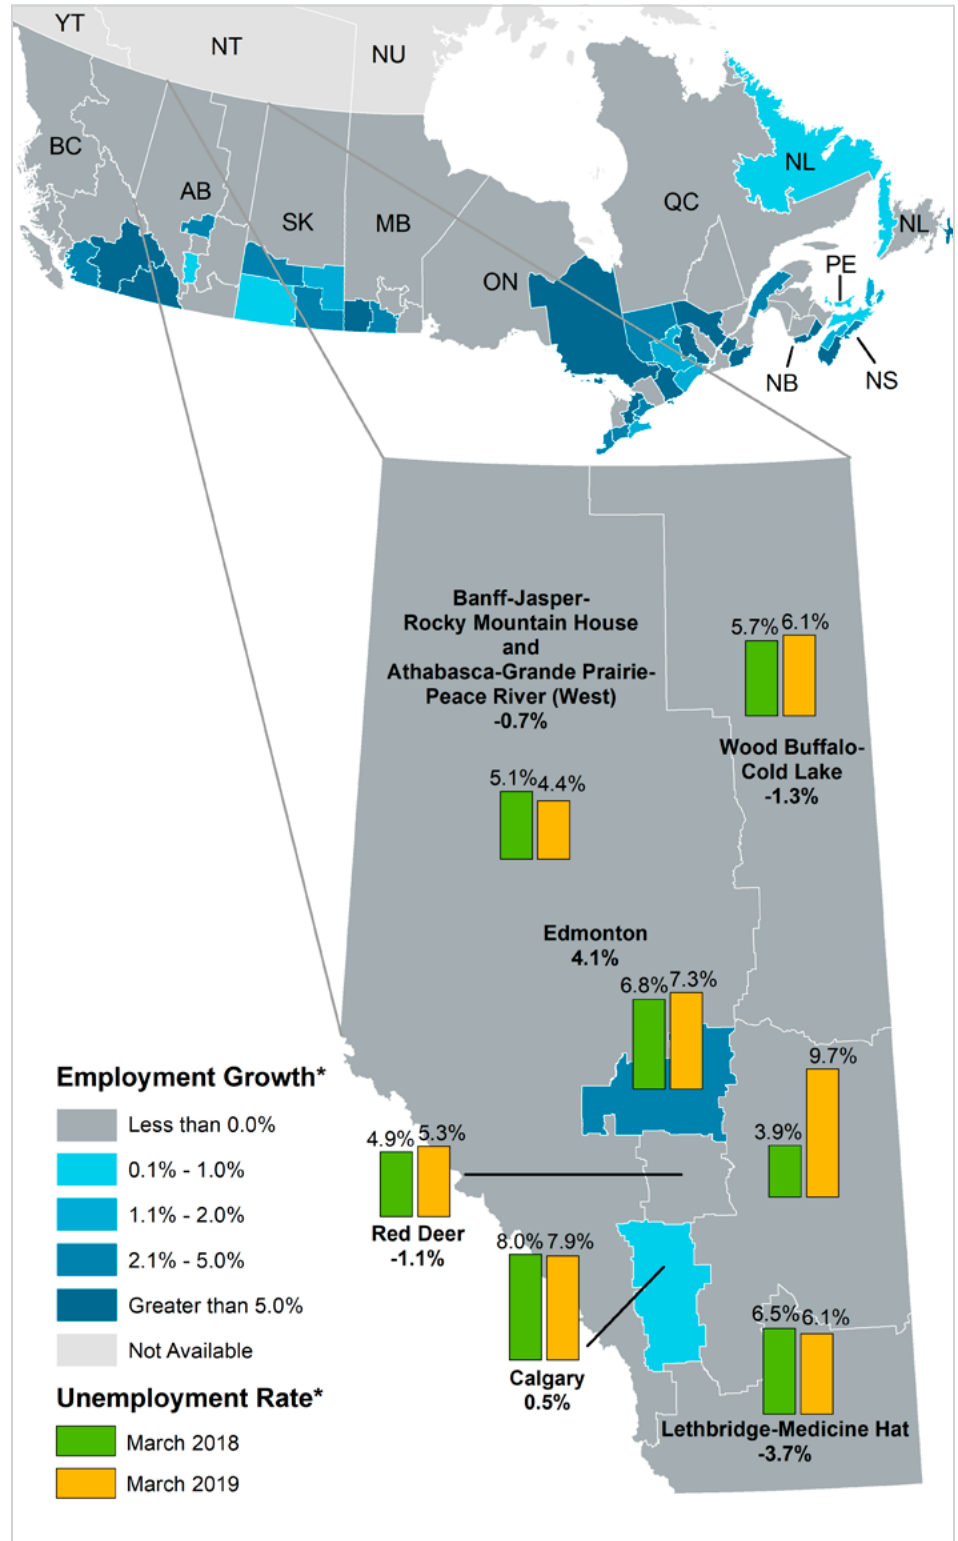 YT
NT
NU
BC
AB
SK
MB
ON
QC
NL
NL
PE
NB
NS
Banff-Jasper-
Rocky Mountain House
and
Athabasca-Grande Prairie-
Peace River (West)
-0.7%
5.1% 4.4%
5.7% 6.1%
Wood Buffalo-
Cold Lake
-1.3%
Edmonton
4.1%
6.8% 7.3%
3.9% 9.7%
4.9% 5.3%
Red Deer
-1.1%
8.0% 7.9%
Calgary
0.5%
6.5% 6.1%
Lethbridge-Medicine Hat
-3.7%
Employment Growth*
Less than 0.0%
0.1% - 1.0%
1.1% - 2.0%
2.1% - 5.0%
Greater than 5.0%
Not Available
Unemployment Rate*
March 2018
March 2019